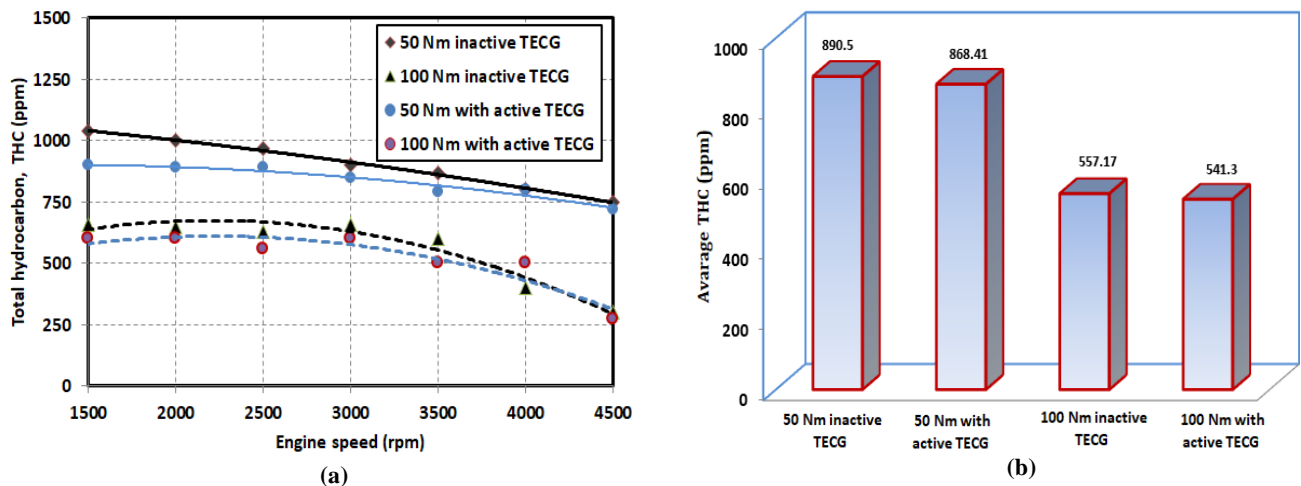 1500
1250
1000
750
500
250
0
Total hydrocarbon, THC (ppm)
50 Nm inactive TECG
100 Nm inactive TECG
50 Nm with active TECG
100 Nm with active TECG
1500 2000 2500 3000 3500 4000 4500
Engine speed (rpm)
(a)
1000
800
600
400
200
0
Avarage THC (ppm)
890.5
868.41
557.17
541.3
50 Nm inactive
TECG
50 Nm with
active TECG
100 Nm inactive
TECG
100 Nm with
active TECG
(b)